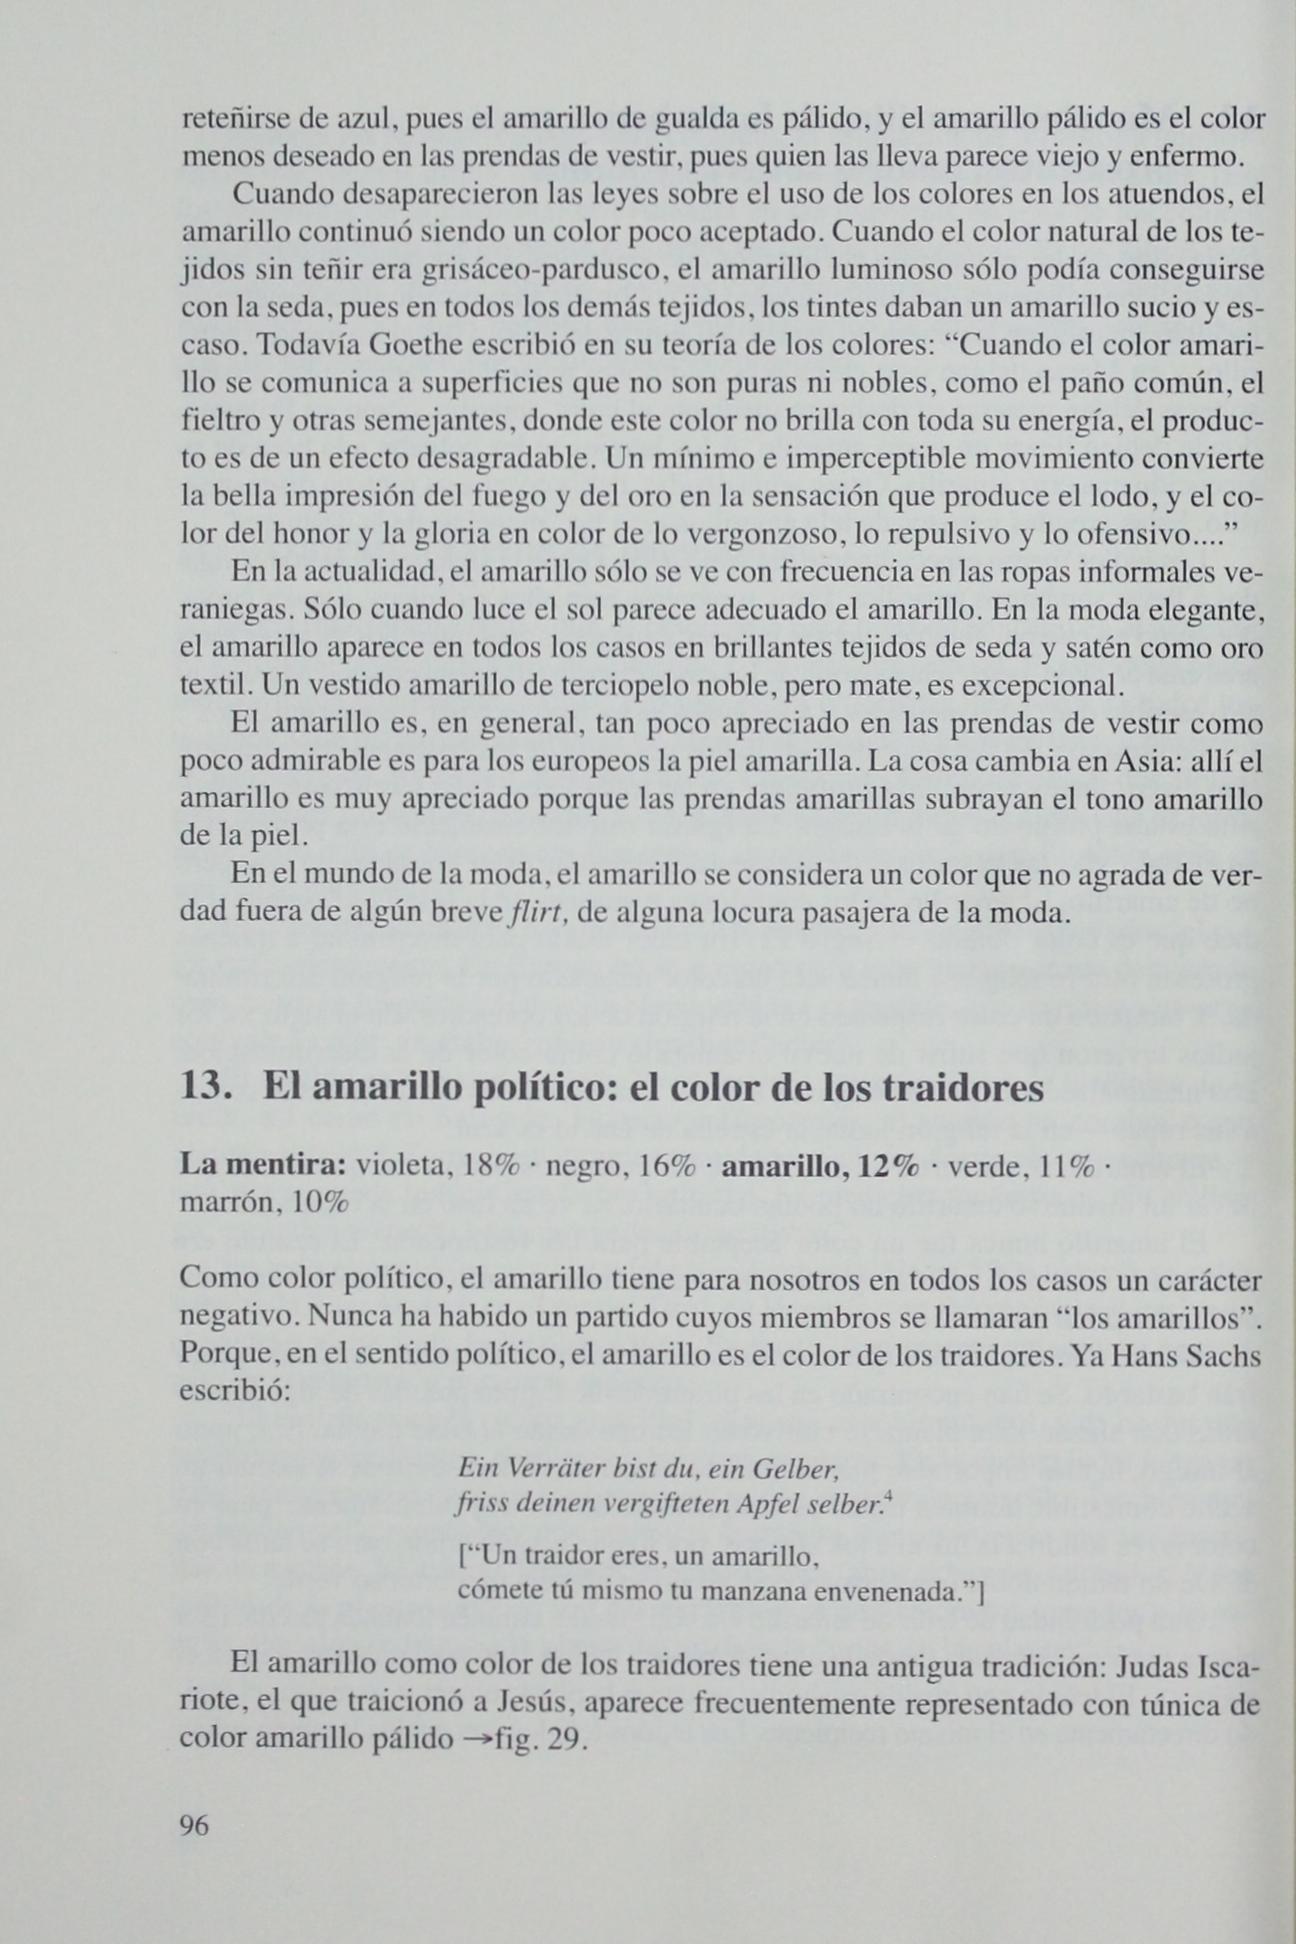 reteñirse de azul, pues el amarillo de gualda es pálido, y el amarillo pálido es el color
menos deseado en las prendas de vestir, pues quien las lleva parece viejo y enfermo.
Cuando desaparecieron las leyes sobre el uso de los colores en los atuendos, el
amarillo continuó siendo un color poco aceptado. Cuando el color natural de los te-
jidos sin teñir era grisáceo-pardusco, el amarillo luminoso sólo podía conseguirse
con la seda, pues en todos los demás tejidos, los tintes daban un amarillo sucio y es-
caso. Todavía Goethe escribió en su teoría de los colores: “Cuando el color amari-
llo se comunica a superficies que no son puras ni nobles, como el paño común, el
fieltro y otras semejantes, donde este color no brilla con toda su energía, el produc-
to es de un efecto desagradable. Un mínimo e imperceptible movimiento convierte
la bella impresión del fuego y del oro en la sensación que produce el lodo, y el co-
lor del honor y la gloria en color de lo vergonzoso, lo repulsivo y lo ofensivo....”
En la actualidad, el amarillo sólo se ve con frecuencia en las ropas informales ve-
raniegas. Sólo cuando luce el sol parece adecuado el amarillo. En la moda elegante,
el amarillo aparece en todos los casos en brillantes tejidos de seda y satén como oro
textil. Un vestido amarillo de terciopelo noble, pero mate, es excepcional.
El amarillo es, en general, tan poco apreciado en las prendas de vestir como
poco admirable es para los europeos la piel amarilla. La cosa cambia en Asia: allí el
amarillo es muy apreciado porque las prendas amarillas subrayan el tono amarillo
de la piel.
En el mundo de la moda, el amarillo se considera un color que no agrada de ver-
dad fuera de algún breve flirt, de alguna locura pasajera de la moda.
13. El amarillo político: el color de los traidores
La mentira: violeta, 18% · negro, 16% · amarillo, 12% · verde, 11% ·
marrón, 10%
Como color político, el amarillo tiene para nosotros en todos los casos un carácter
negativo. Nunca ha habido un partido cuyos miembros se llamaran “los amarillos”.
Porque, en el sentido político, el amarillo es el color de los traidores. Ya Hans Sachs
escribió:
Ein Verräter bist du, ein Gelber,
friss deinen vergifteten Apfel selber.⁴
[“Un traidor eres, un amarillo,
cómete tú mismo tu manzana envenenada.”]
El amarillo como color de los traidores tiene una antigua tradición: Judas Isca-
riote, el que traicionó a Jesús, aparece frecuentemente representado con túnica de
color amarillo pálido →fig. 29.
96